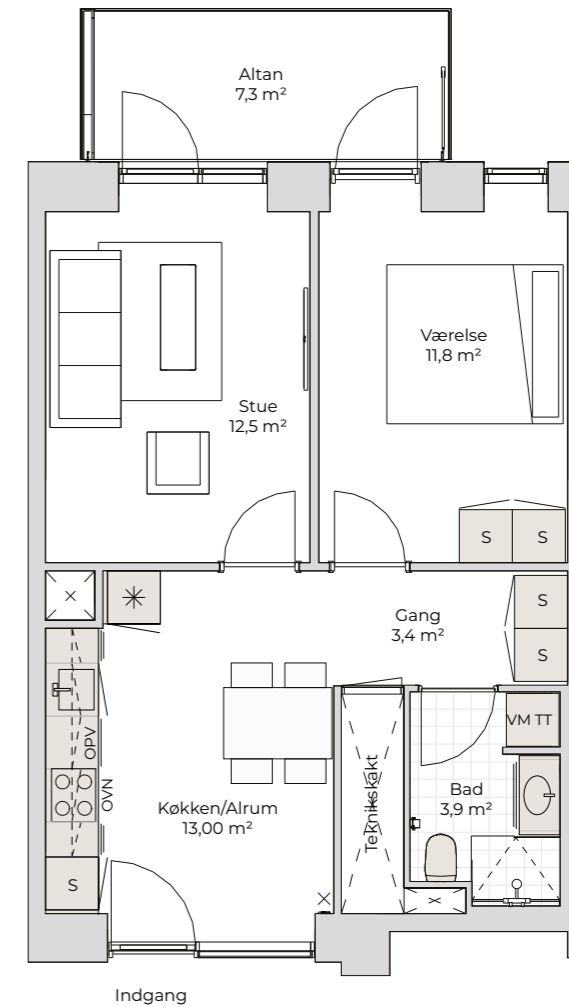 Altan
7,3 m²
Værelse
11,8 m²
Stue
12,5 m²
S
S
Gang
3,4 m²
S
S
VM TT
OPV
OVN
Teknikskakt
Bad
3,9 m²
Køkken/Alrum
13,00 m²
S
Indgang